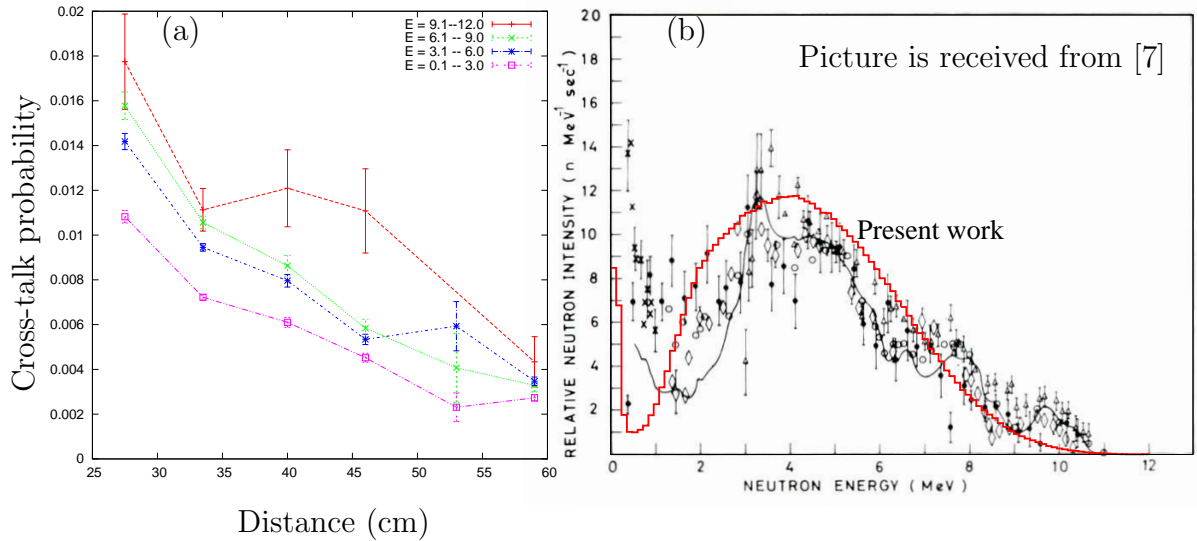 (a)
E = 9.1--12.0
E = 6.1 -- 9.0
E = 3.1 -- 6.0
E = 0.1 -- 3.0
Cross-talk probability
0.02
0.018
0.016
0.014
0.012
0.01
0.008
0.006
0.004
0.002
0
25 30 35 40 45 50 55 60
Distance (cm)
(b)
Picture is received from [7]
Present work
RELATIVE NEUTRON INTENSITY ( n MeV⁻¹ sec⁻¹)
20
18
16
14
12
10
8
6
4
2
0 2 4 6 8 10 12
NEUTRON ENERGY ( MeV)